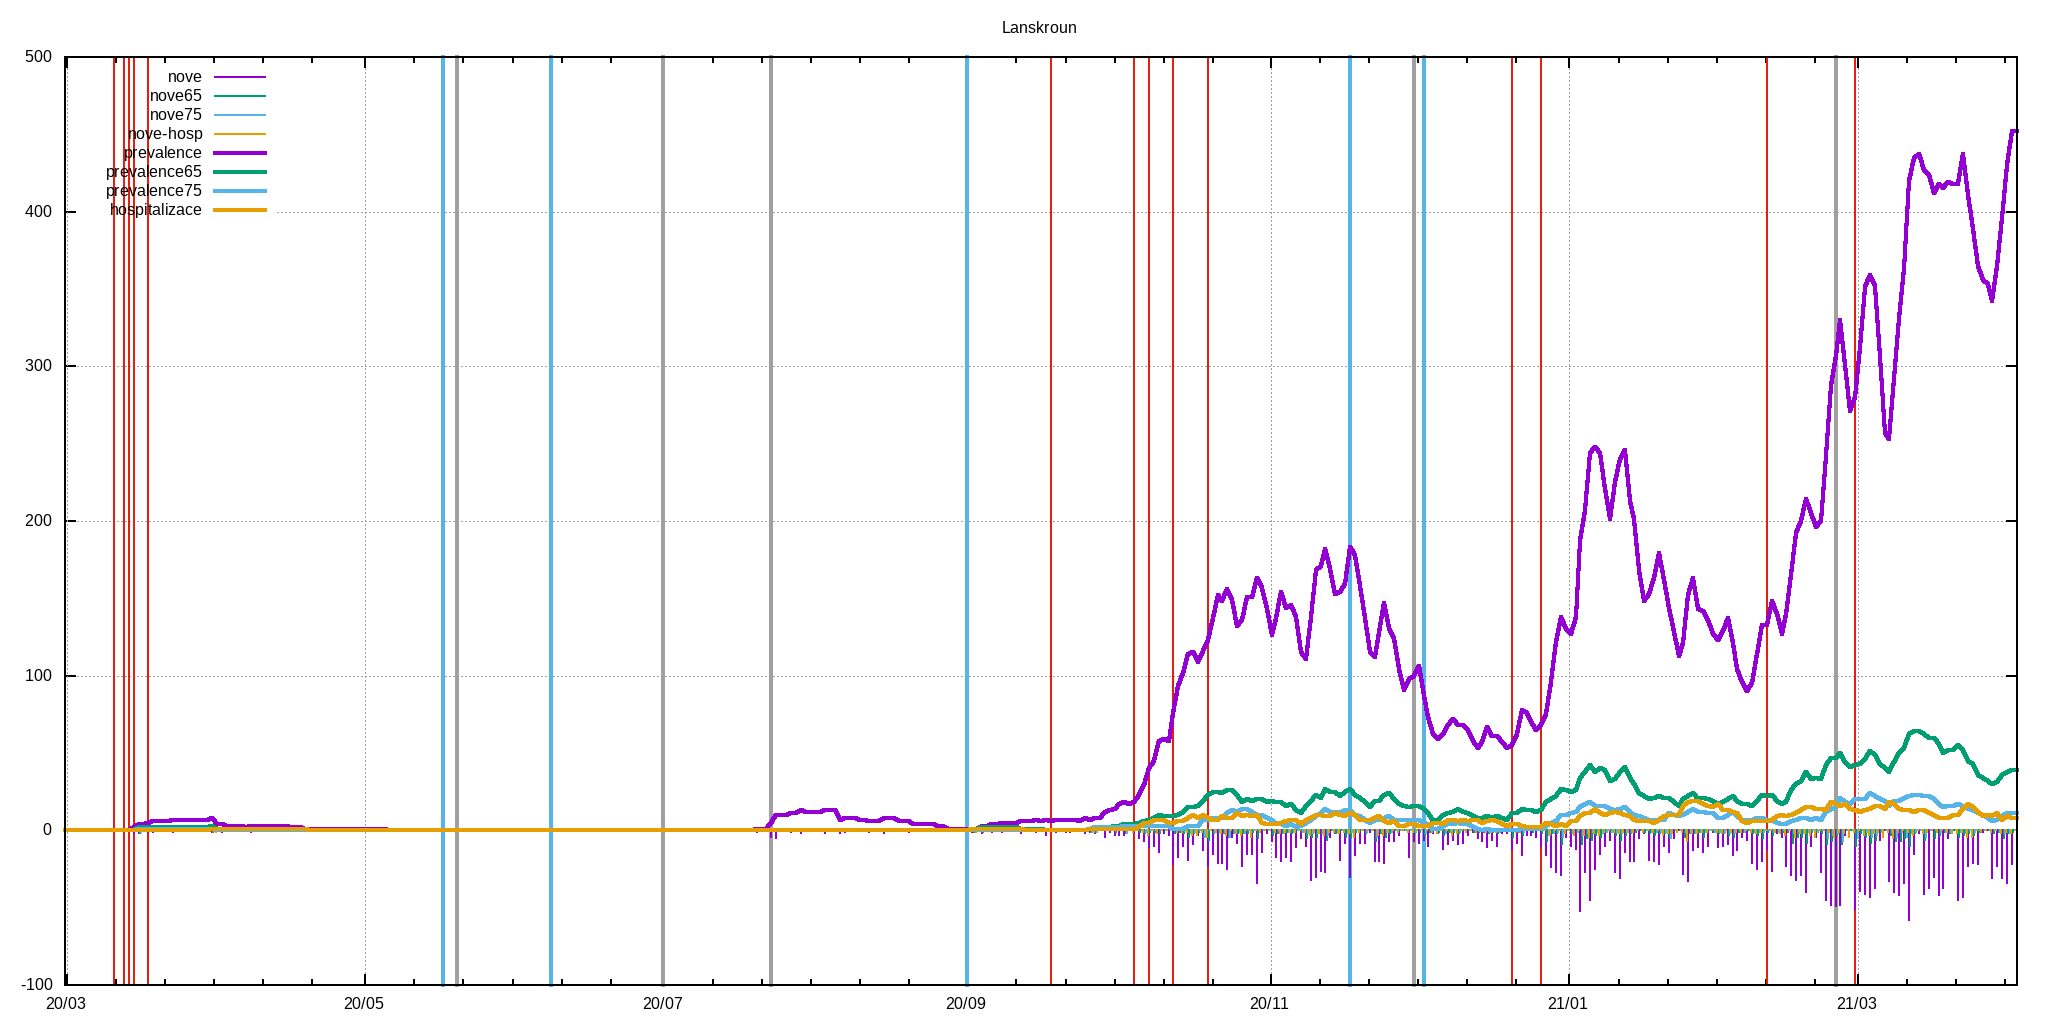 Lanskroun
500
nove
nove65
nove75
nove-hosp
prevalence
prevalence65
prevalence75
hospitalizace
400
300
200
100
0
-100
20/03 20/05 20/07 20/09 20/11 21/01 21/03